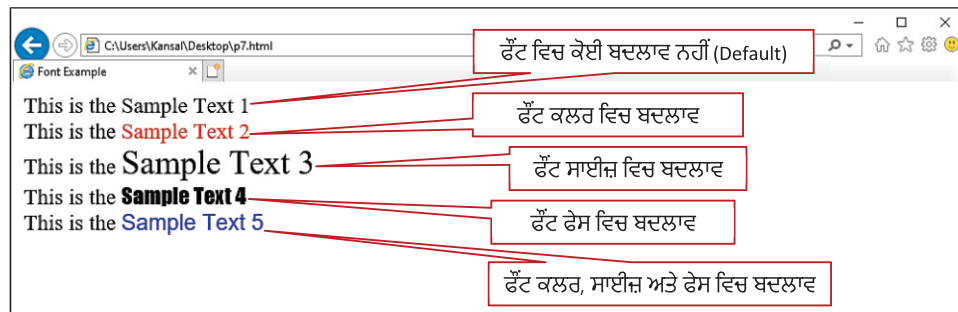 C:\Users\Kansal\Desktop\p7.html
Font Example
ਫੌਂਟ ਵਿਚ ਕੋਈ ਬਦਲਾਵ ਨਹੀਂ (Default)
This is the Sample Text 1
ਫੌਂਟ ਕਲਰ ਵਿਚ ਬਦਲਾਵ
This is the Sample Text 2
This is the Sample Text 3
ਫੌਂਟ ਸਾਈਜ਼ ਵਿਚ ਬਦਲਾਵ
This is the Sample Text 4
ਫੌਂਟ ਫੇਸ ਵਿਚ ਬਦਲਾਵ
This is the Sample Text 5
ਫੌਂਟ ਕਲਰ, ਸਾਈਜ਼ ਅਤੇ ਫੇਸ ਵਿਚ ਬਦਲਾਵ